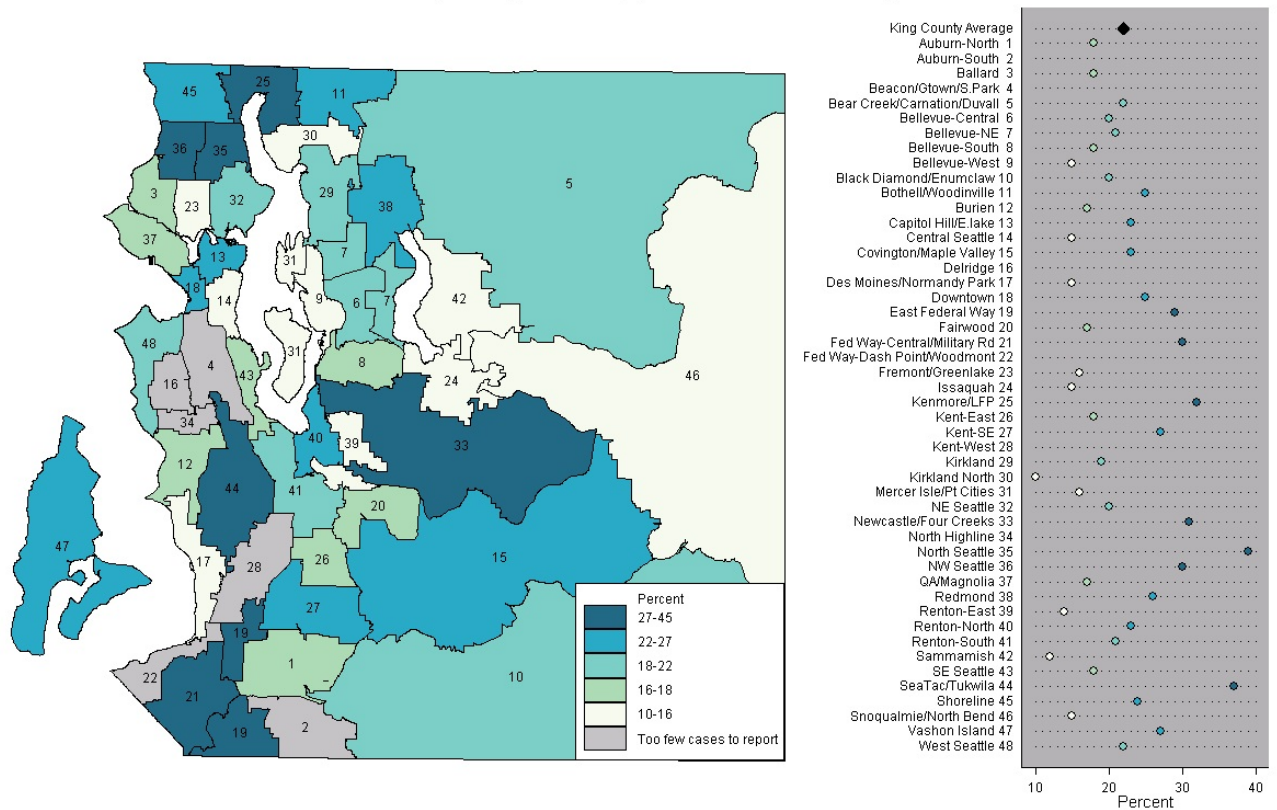 45
25
11
36
35
30
3
23
32
29
5
37
38
13
7
31
18
14
9
6
7
42
48
4
31
16
43
8
24
46
34
40
39
33
12
44
41
20
47
17
28
26
15
27
19
22
1
10
21
19
2
Percent
27-45
22-27
18-22
16-18
10-16
Too few cases to report
King County Average
Auburn-North 1
Auburn-South 2
Ballard 3
Beacon/Gtown/S.Park 4
Bear Creek/Carnation/Duvall 5
Bellevue-Central 6
Bellevue-NE 7
Bellevue-South 8
Bellevue-West 9
Black Diamond/Enumclaw 10
Bothell/Woodinville 11
Burien 12
Capitol Hill/E.lake 13
Central Seattle 14
Covington/Maple Valley 15
Delridge 16
Des Moines/Normandy Park 17
Downtown 18
East Federal Way 19
Fairwood 20
Fed Way-Central/Military Rd 21
Fed Way-Dash Point/Woodmont 22
Fremont/Greenlake 23
Issaquah 24
Kenmore/LFP 25
Kent-East 26
Kent-SE 27
Kent-West 28
Kirkland 29
Kirkland North 30
Mercer Isle/Pt Cities 31
NE Seattle 32
Newcastle/Four Creeks 33
North Highline 34
North Seattle 35
NW Seattle 36
QA/Magnolia 37
Redmond 38
Renton-East 39
Renton-North 40
Renton-South 41
Sammamish 42
SE Seattle 43
SeaTac/Tukwila 44
Shoreline 45
Snoqualmie/North Bend 46
Vashon Island 47
West Seattle 48
10 20 30 40
Percent